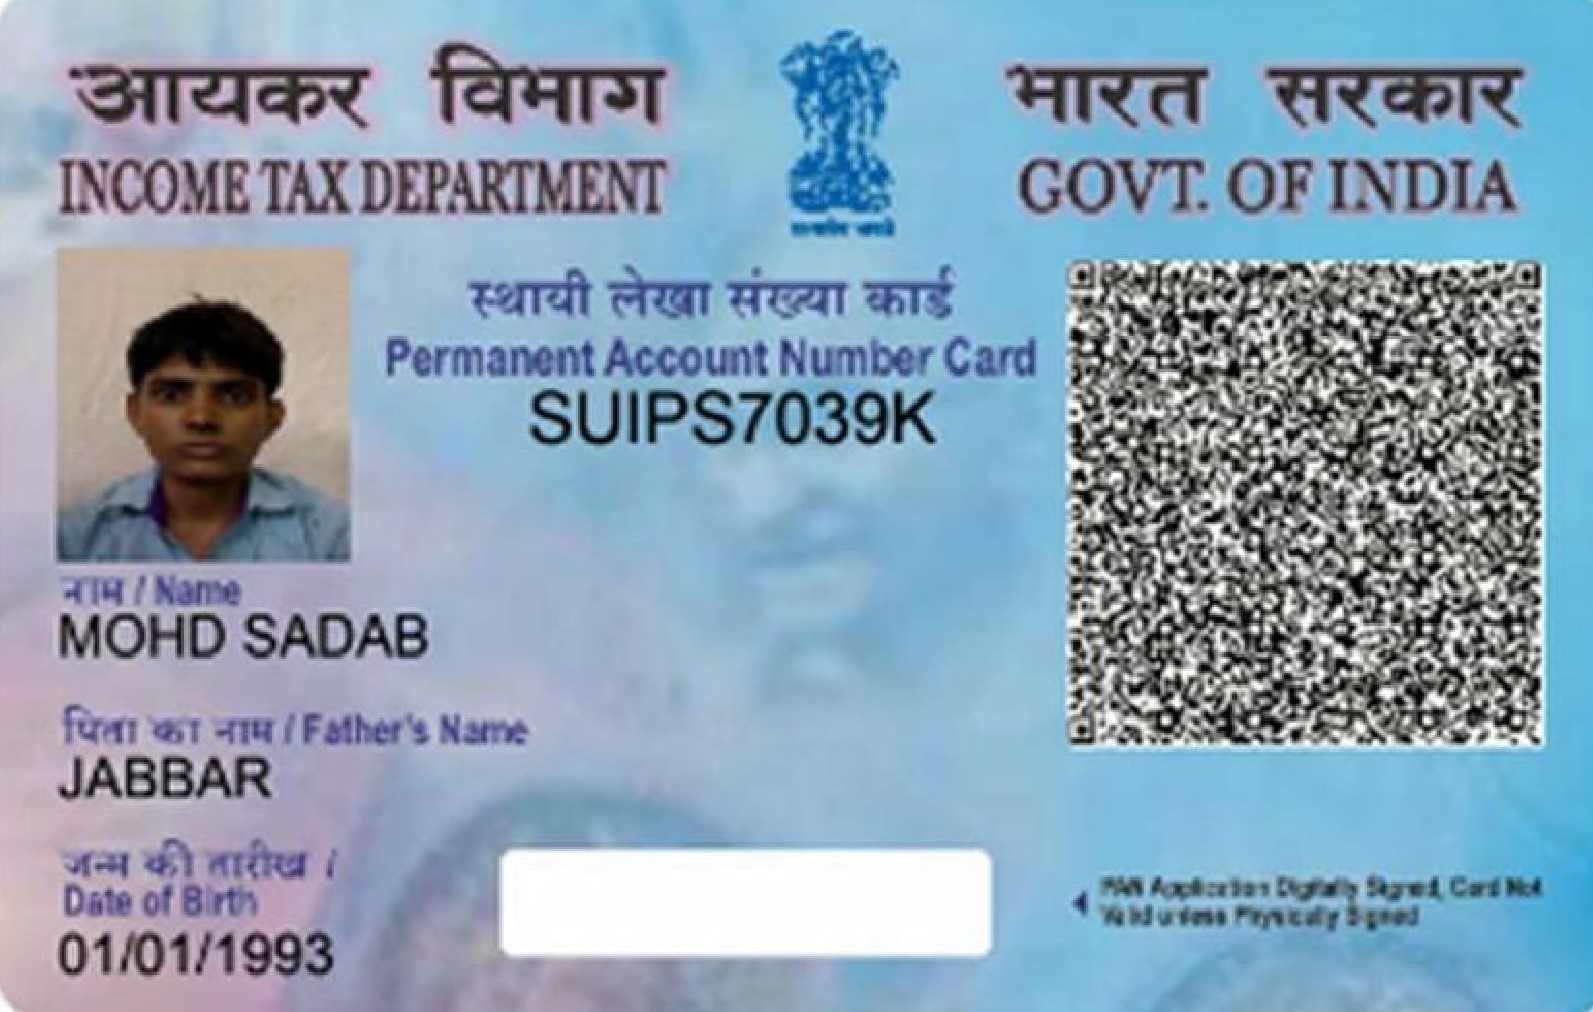 आयकर विभाग
INCOME TAX DEPARTMENT
भारत सरकार
GOVT. OF INDIA
सत्यमेव जयते
स्थायी लेखा संख्या कार्ड
Permanent Account Number Card
SUIPS7039K
नाम / Name
MOHD SADAB
पिता का नाम / Father's Name
JABBAR
जन्म की तारीख /
Date of Birth
01/01/1993
PAN Application Digitally Signed, Card Not
Valid unless Physically Signed